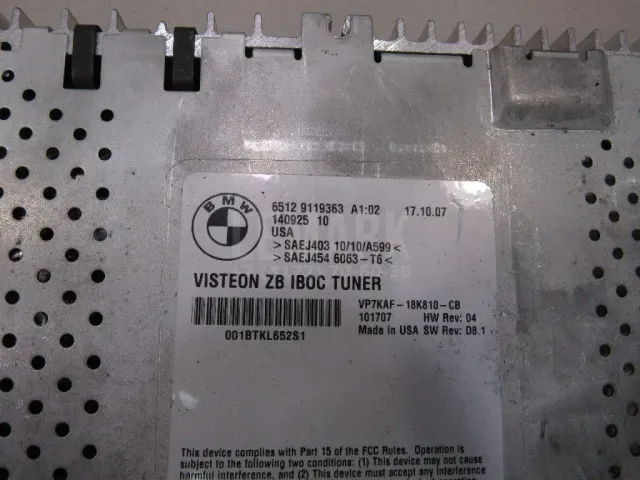 BMW
6512 9119363 A1:02 17.10.07
140925 10
USA
>SAEJ403 10/10/A599<
>SAEJ454 6063-T6<
VISTEON ZB IBOC TUNER
VP7KAF-18K810-CB
101707 HW Rev: 04
Made in USA SW Rev: D8.1
001BTKL652S1
This device complies with Part 15 of the FCC Rules. Operation is
subject to the following two conditions: (1) This device may not cause
harmful interference, and (2) This device must accept any interference